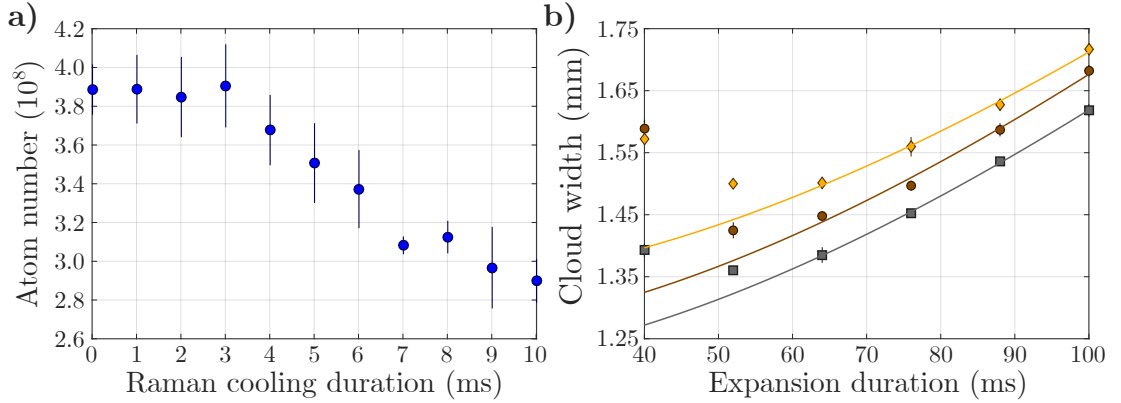 a)
Atom number (10⁸)
4.2
4.0
3.8
3.6
3.4
3.2
3.0
2.8
2.6
0 1 2 3 4 5 6 7 8 9 10
Raman cooling duration (ms)
b)
Cloud width (mm)
1.75
1.65
1.55
1.45
1.35
1.25
40 50 60 70 80 90 100
Expansion duration (ms)